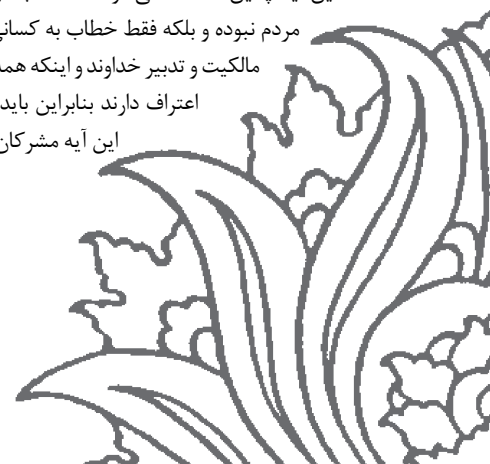 مردم نبوده و بلکه فقط خطاب به کسانی
مالکیت و تدبیر خداوند و اینکه همه
اعتراف دارند بنابراین باید
این آیه مشرکان